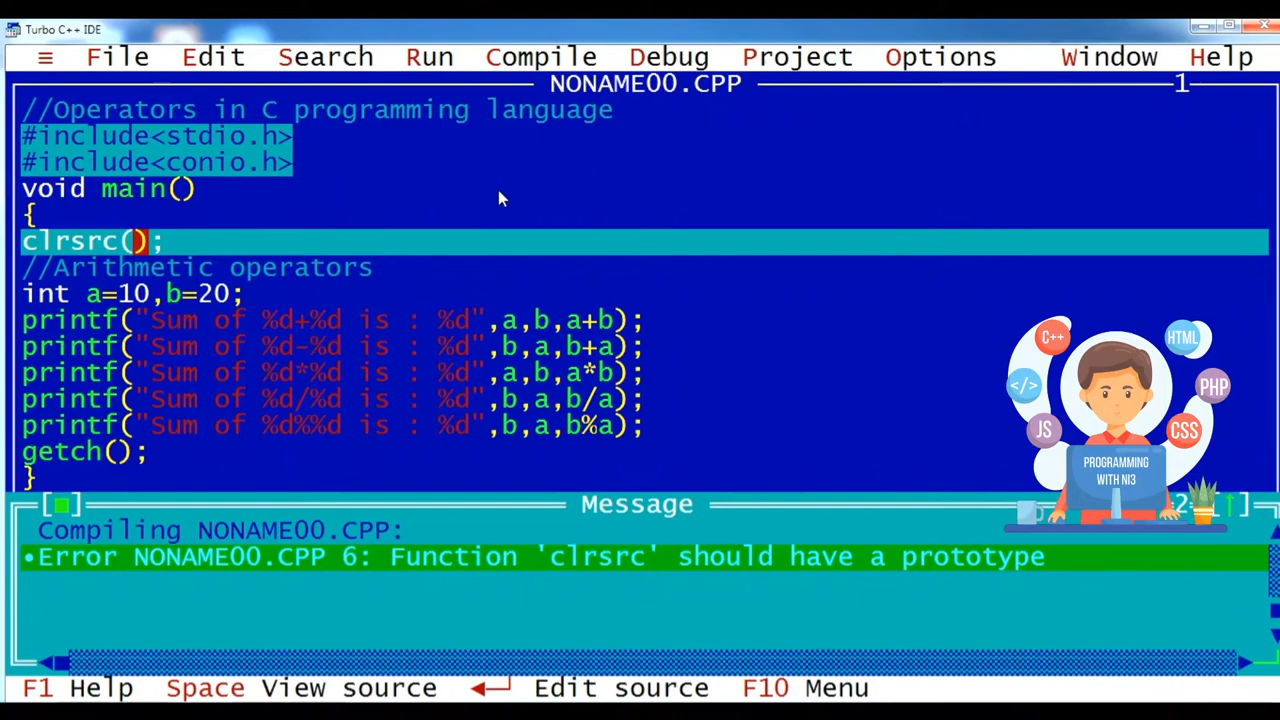 Turbo C++ IDE
≡ File Edit Search Run Compile Debug Project Options Window Help
NONAME00.CPP 1
//Operators in C programming language
#include<stdio.h>
#include<conio.h>
void main()
{
clrsrc();
//Arithmetic operators
int a=10,b=20;
printf("Sum of %d+%d is : %d",a,b,a+b);
printf("Sum of %d-%d is : %d",b,a,b+a);
printf("Sum of %d*%d is : %d",a,b,a*b);
printf("Sum of %d/%d is : %d",b,a,b/a);
printf("Sum of %d%%d is : %d",b,a,b%a);
getch();
}
C++
HTML
</>
PHP
JS
CSS
PROGRAMMING
WITH NI3
Message 2
Compiling NONAME00.CPP:
•Error NONAME00.CPP 6: Function 'clrsrc' should have a prototype
F1 Help Space View source ←┘ Edit source F10 Menu